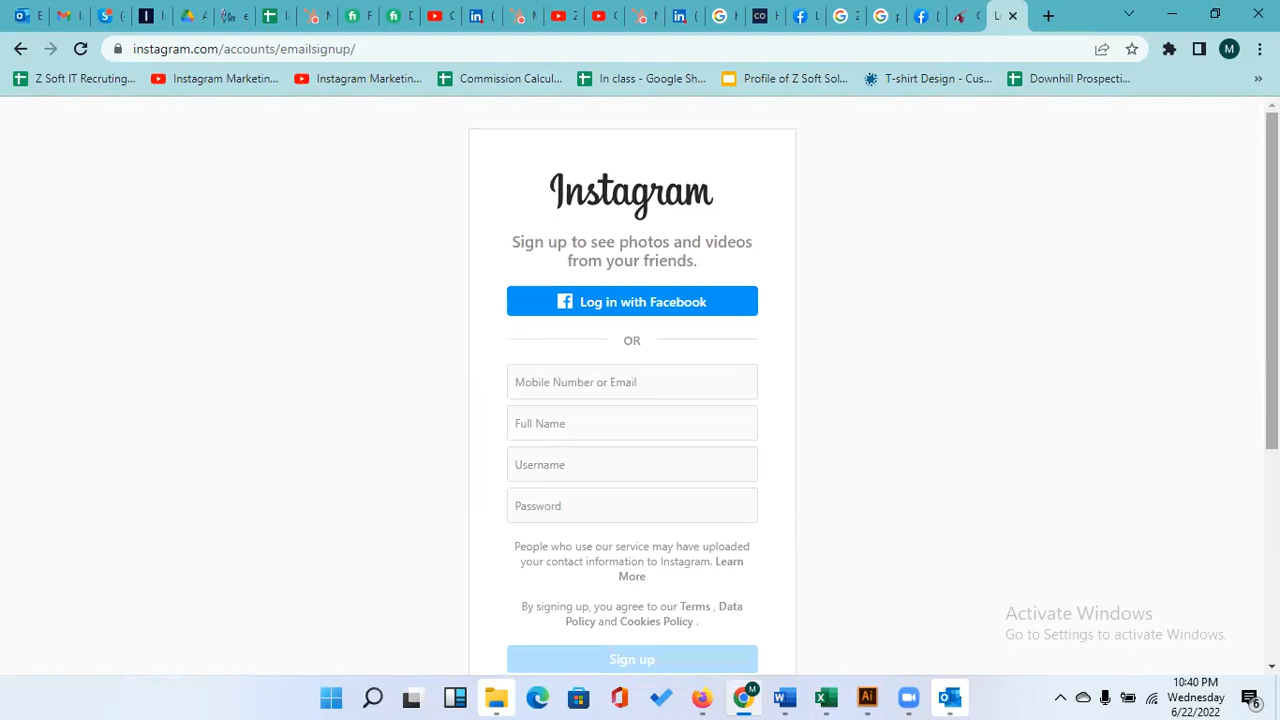 instagram.com/accounts/emailsignup/
M
Z Soft IT Recruting...
Instagram Marketin...
Instagram Marketin...
Commission Calcul...
In class - Google Sh...
Profile of Z Soft Sol...
T-shirt Design - Cus...
Downhill Prospecti...
Instagram
Sign up to see photos and videos
from your friends.
Log in with Facebook
OR
Mobile Number or Email
Full Name
Username
Password
People who use our service may have uploaded
your contact information to Instagram. Learn
More
By signing up, you agree to our Terms , Data
Policy and Cookies Policy .
Sign up
Activate Windows
Go to Settings to activate Windows.
10:40 PM
Wednesday
6/22/2022
6